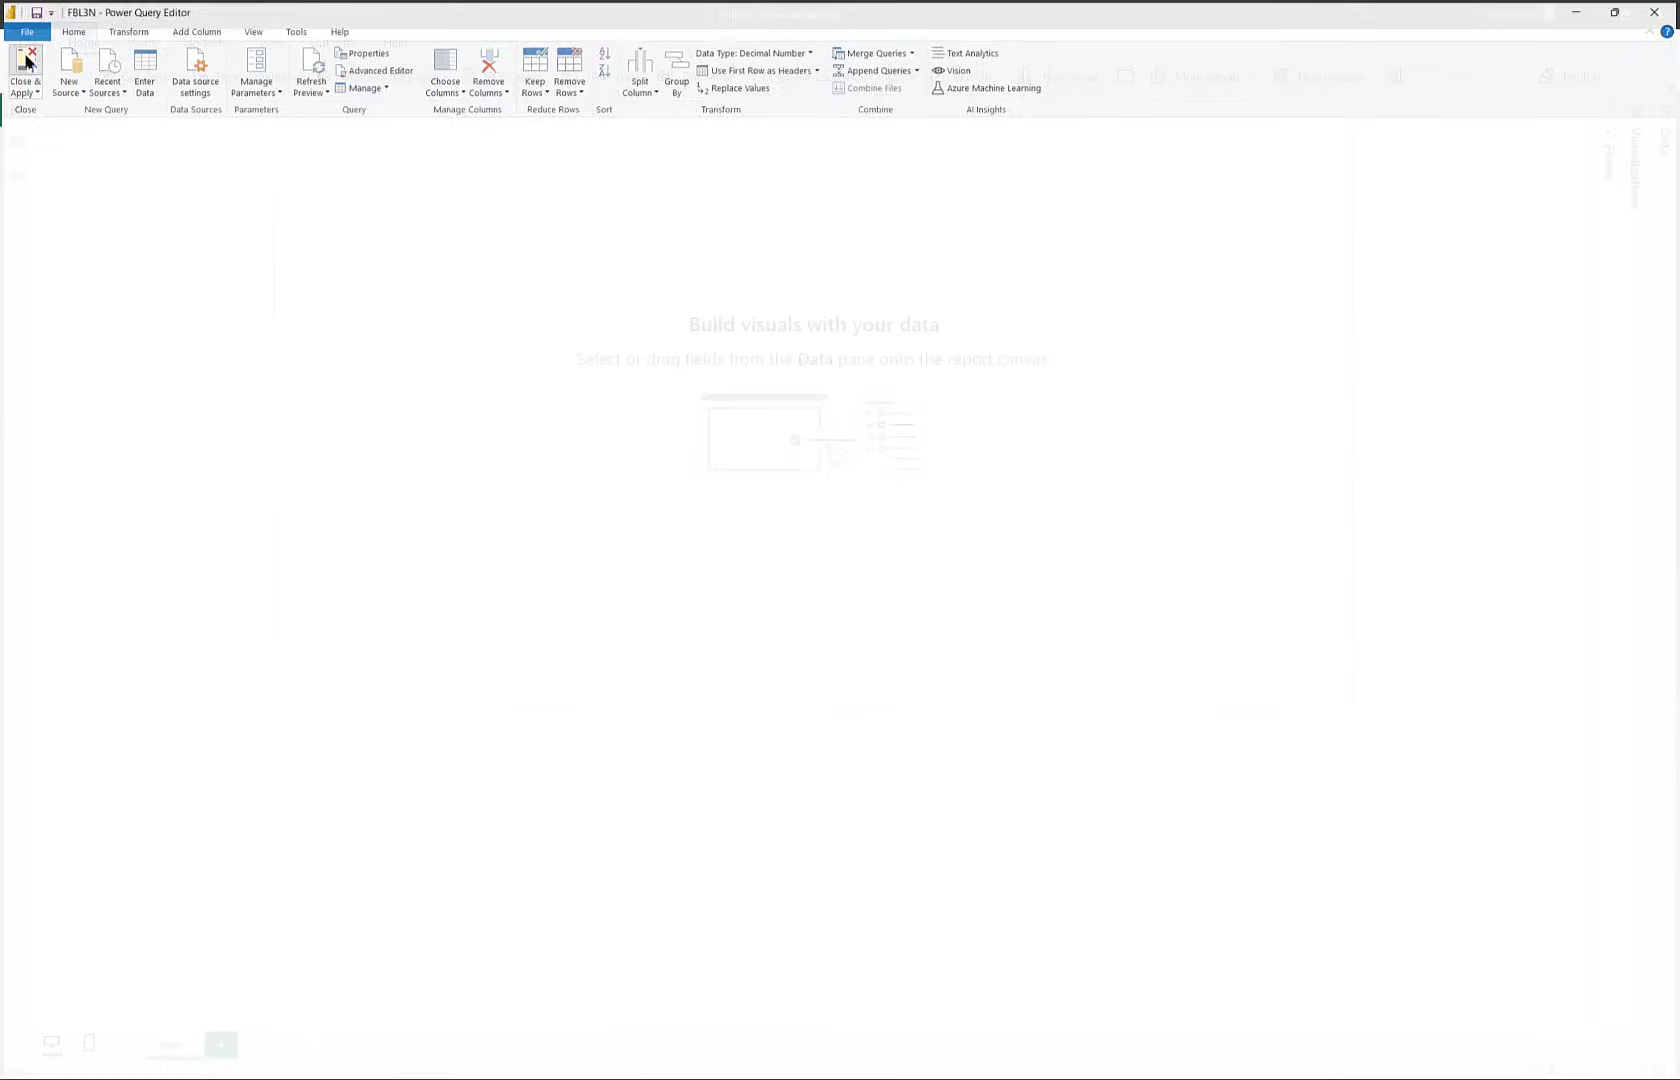 FBL3N - Power Query Editor
File
Home
Transform
Add Column
View
Tools
Help
Close &
Apply
New
Source
Recent
Sources
Enter
Data
Data source
settings
Manage
Parameters
Refresh
Preview
Properties
Advanced Editor
Manage
Choose
Columns
Remove
Columns
Keep
Rows
Remove
Rows
Split
Column
Group
By
Data Type: Decimal Number
Use First Row as Headers
Replace Values
Merge Queries
Append Queries
Combine Files
Text Analytics
Vision
Azure Machine Learning
Close
New Query
Data Sources
Parameters
Query
Manage Columns
Reduce Rows
Sort
Transform
Combine
AI Insights
Data
Visualizations
Filters
Build visuals with your data
Select or drag fields from the Data pane onto the report canvas